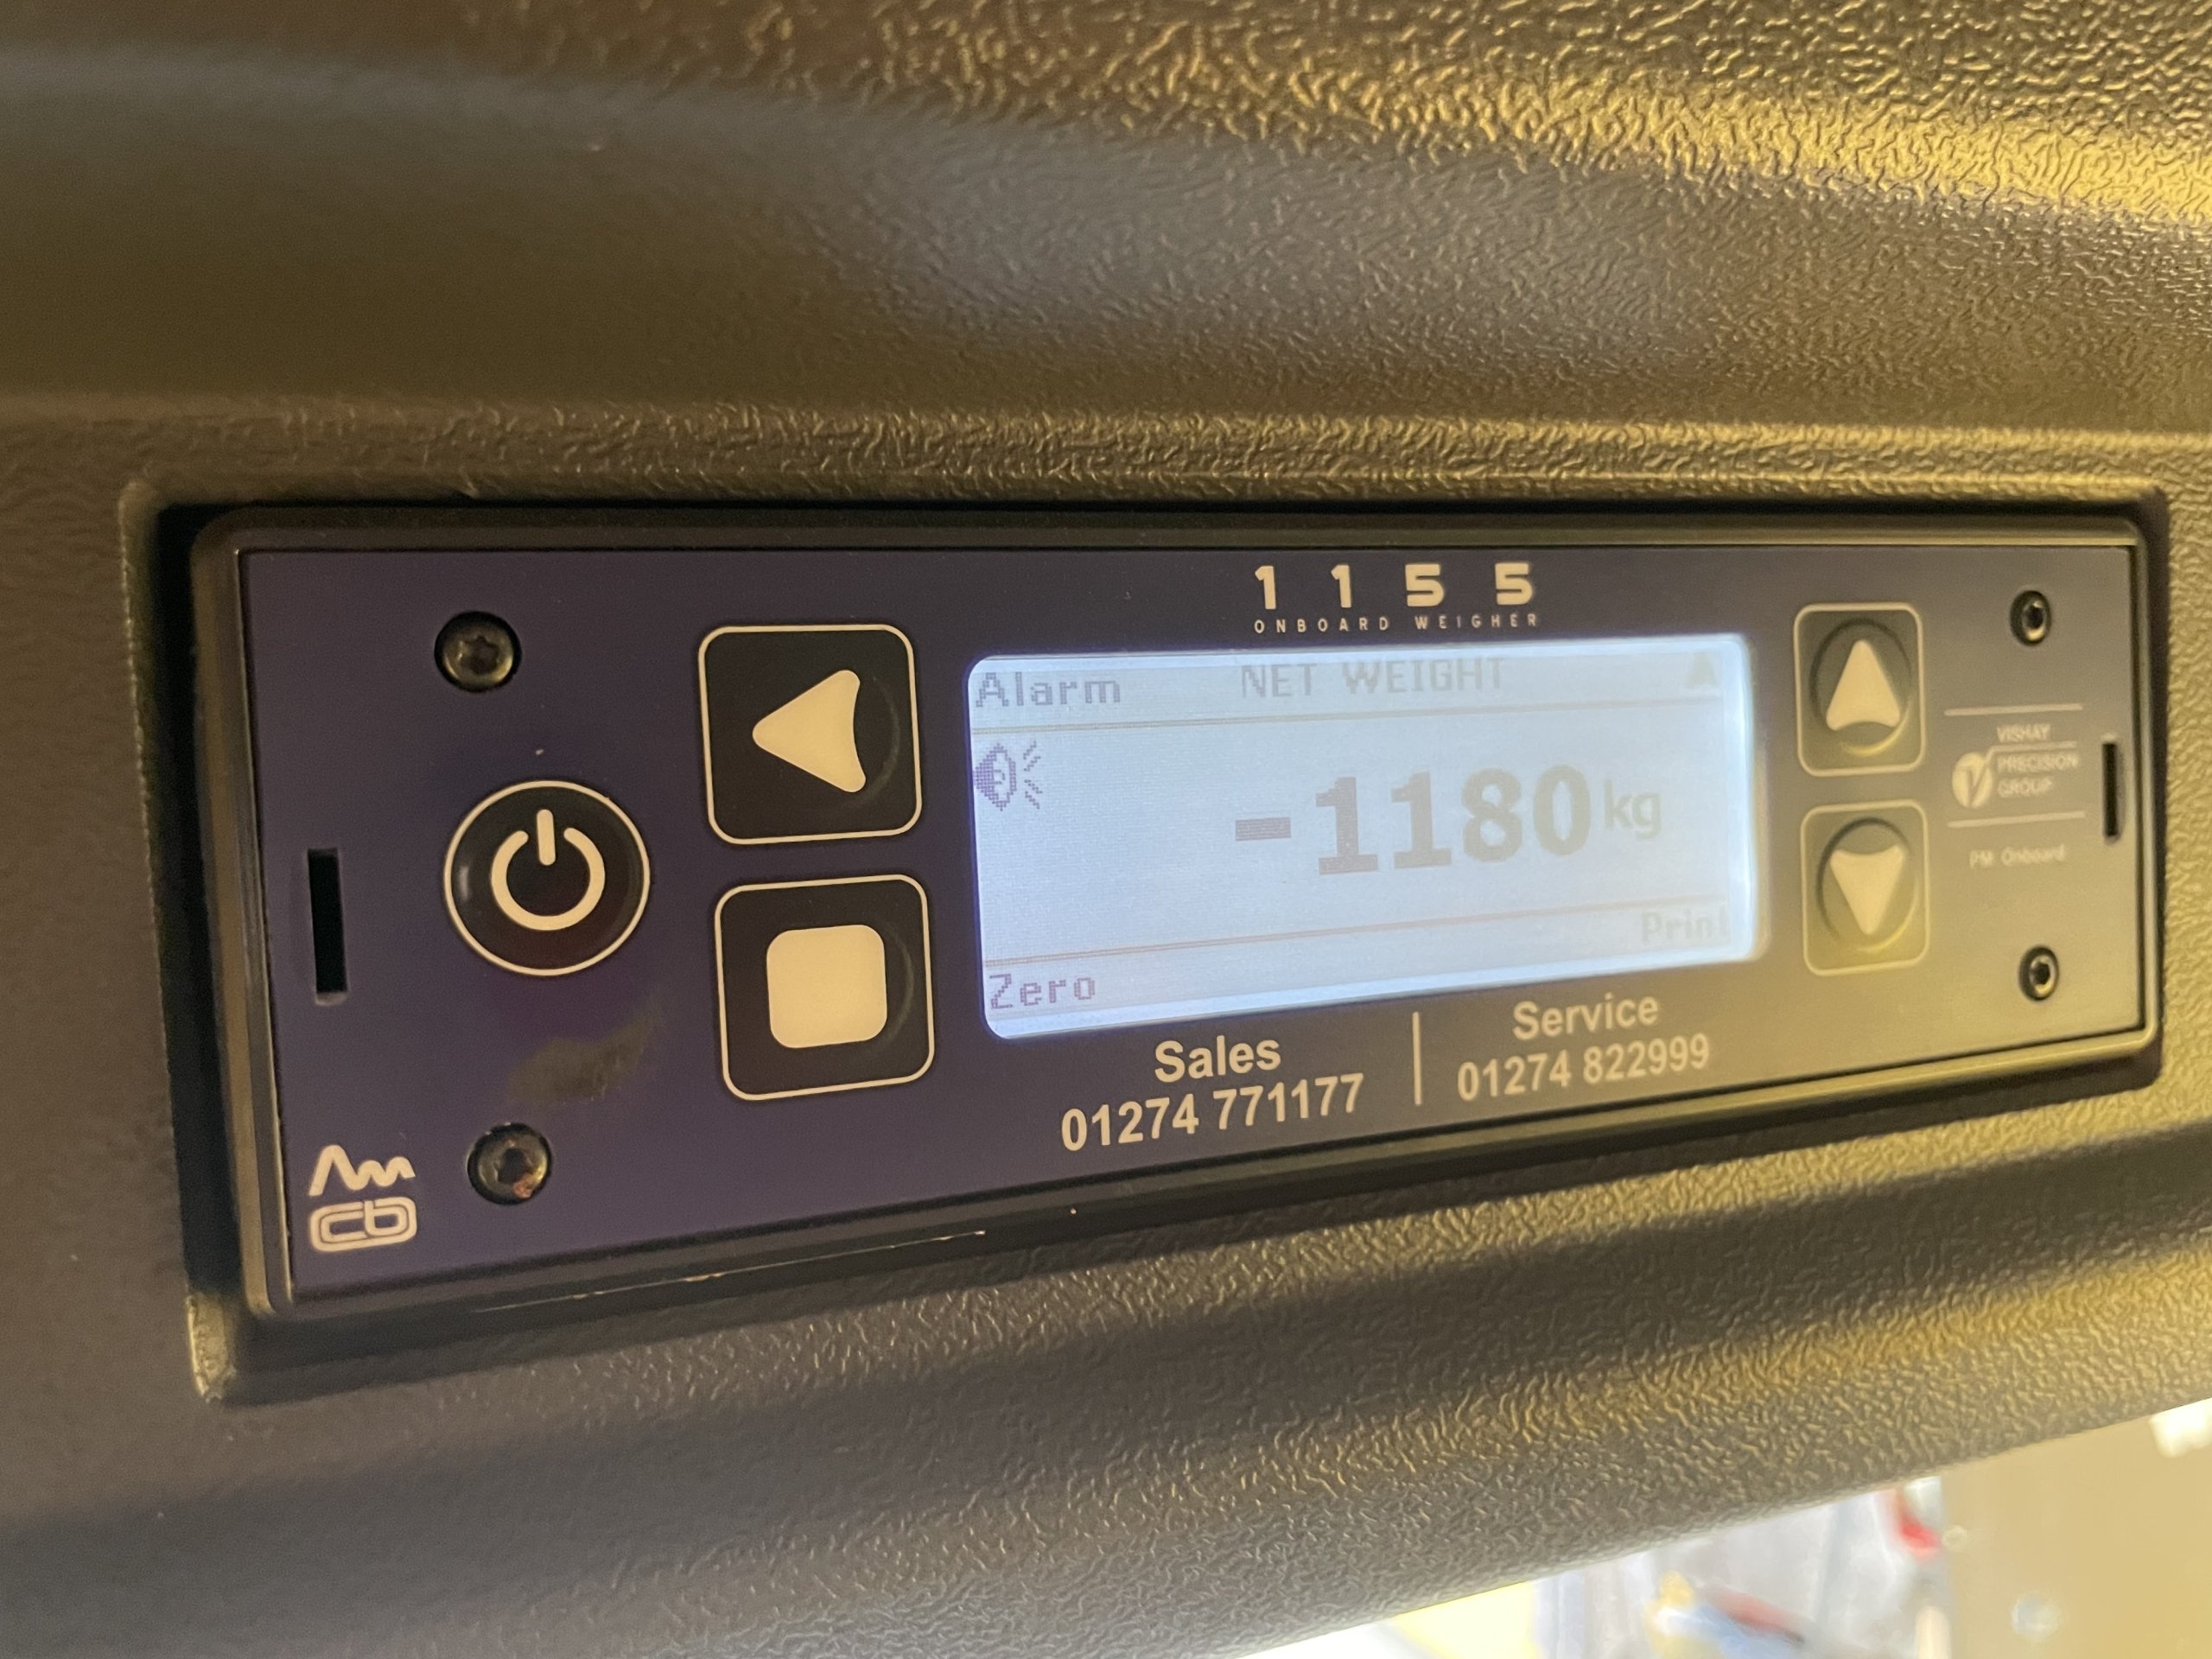 1 1 5 5
ONBOARD WEIGHER
Alarm NET WEIGHT
-1180 kg
Print
Zero
Sales
01274 771177
Service
01274 822999
VISHAY
PRECISION
GROUP
PM Onboard